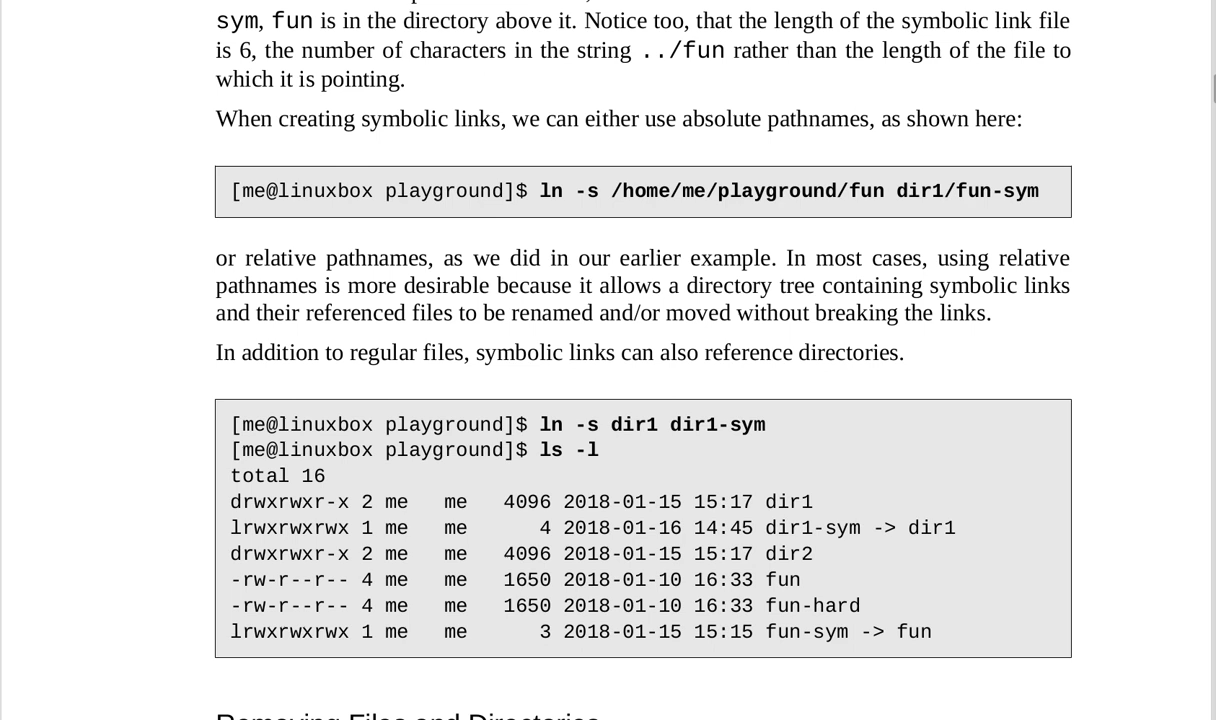 sym, fun is in the directory above it. Notice too, that the length of the symbolic link file
is 6, the number of characters in the string ../fun rather than the length of the file to
which it is pointing.
When creating symbolic links, we can either use absolute pathnames, as shown here:
[me@linuxbox playground]$ ln -s /home/me/playground/fun dir1/fun-sym
or relative pathnames, as we did in our earlier example. In most cases, using relative
pathnames is more desirable because it allows a directory tree containing symbolic links
and their referenced files to be renamed and/or moved without breaking the links.
In addition to regular files, symbolic links can also reference directories.
[me@linuxbox playground]$ ln -s dir1 dir1-sym
[me@linuxbox playground]$ ls -l
total 16
drwxrwxr-x 2 me   me   4096 2018-01-15 15:17 dir1
lrwxrwxrwx 1 me   me      4 2018-01-16 14:45 dir1-sym -> dir1
drwxrwxr-x 2 me   me   4096 2018-01-15 15:17 dir2
-rw-r--r-- 4 me   me   1650 2018-01-10 16:33 fun
-rw-r--r-- 4 me   me   1650 2018-01-10 16:33 fun-hard
lrwxrwxrwx 1 me   me      3 2018-01-15 15:15 fun-sym -> fun
Removing Files and Directories